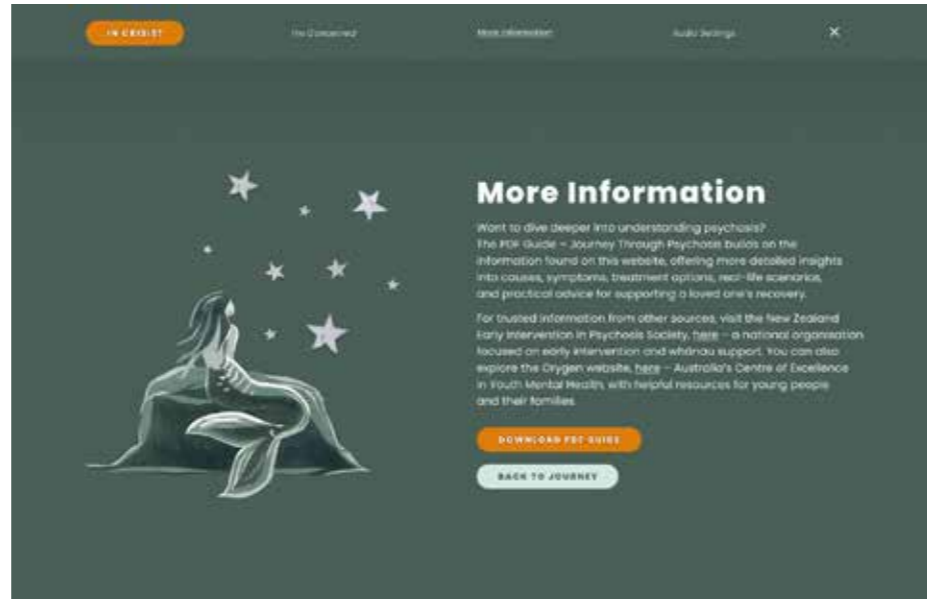 IN CRISIS?
I'm Concerned
More Information
Audio Settings
More Information
Want to dive deeper into understanding psychosis?
The PDF Guide – Journey Through Psychosis builds on the
information found on this website, offering more detailed insights
into causes, symptoms, treatment options, real-life scenarios,
and practical advice for supporting a loved one's recovery.
For trusted information from other sources, visit the New Zealand
Early Intervention in Psychosis Society, here – a national organisation
focused on early intervention and whānau support. You can also
explore the Orygen website, here – Australia's Centre of Excellence
in Youth Mental Health, with helpful resources for young people
and their families.
DOWNLOAD PDF GUIDE
BACK TO JOURNEY